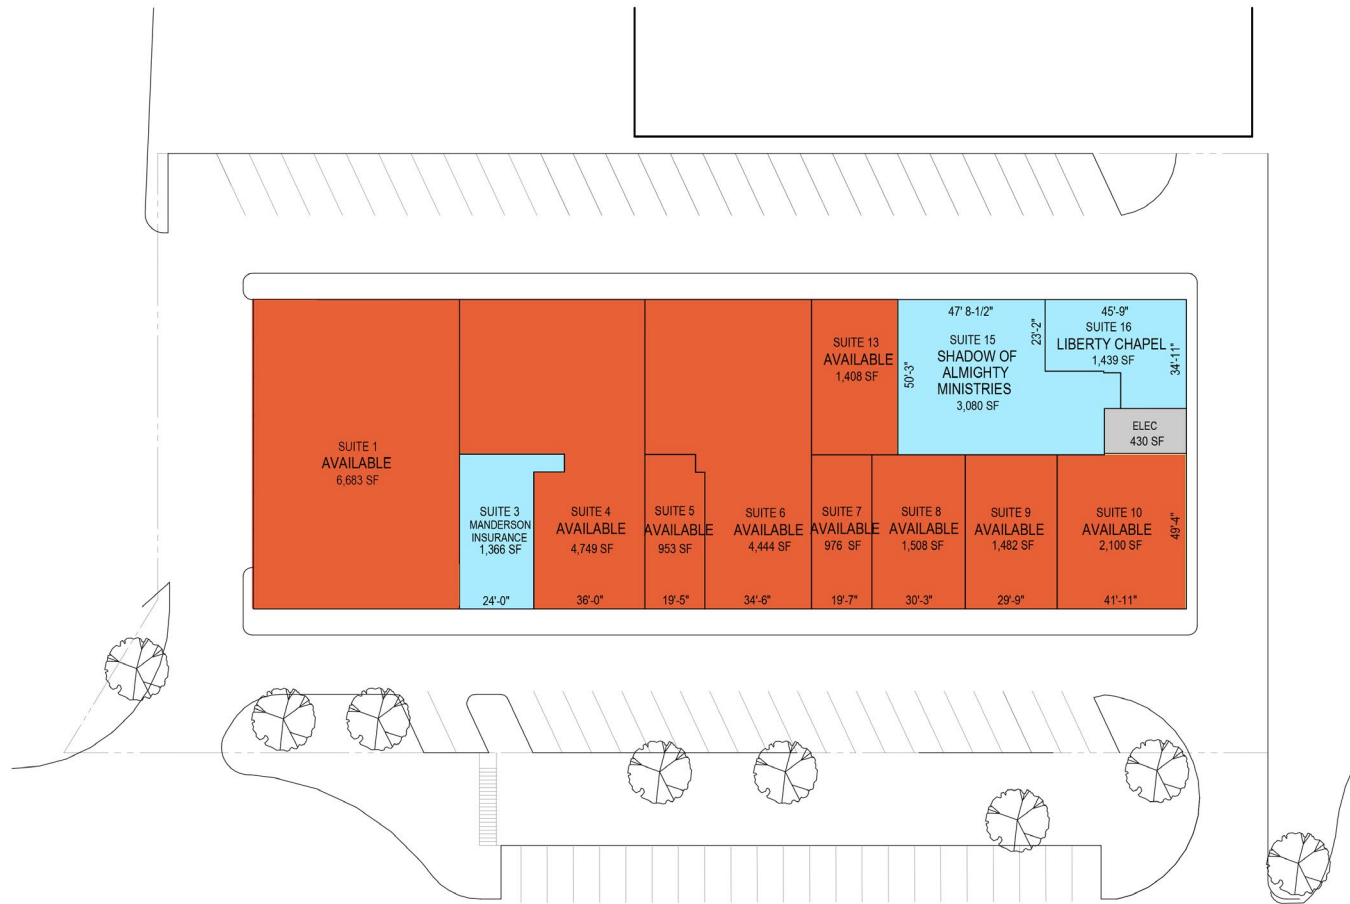 SUITE 1
AVAILABLE
6,683 SF
SUITE 3
MANDERSON
INSURANCE
1,366 SF
24'-0"
SUITE 4
AVAILABLE
4,749 SF
36'-0"
SUITE 5
AVAILABLE
953 SF
19'-5"
SUITE 6
AVAILABLE
4,444 SF
34'-6"
SUITE 13
AVAILABLE
1,408 SF
SUITE 7
AVAILABLE
976 SF
19'-7"
SUITE 8
AVAILABLE
1,508 SF
30'-3"
SUITE 9
AVAILABLE
1,482 SF
29'-9"
SUITE 10
AVAILABLE
2,100 SF
41'-11"
49'-4"
47' 8-1/2"
SUITE 15
SHADOW OF
ALMIGHTY
MINISTRIES
3,080 SF
50'-3"
23'-2"
45'-9"
SUITE 16
LIBERTY CHAPEL
1,439 SF
34'-11"
ELEC
430 SF